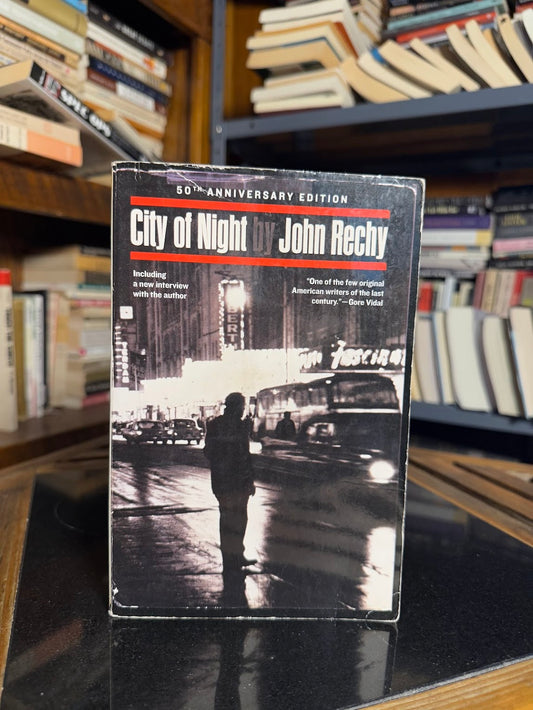 50TH ANNIVERSARY EDITION
City of Night by John Rechy
Including
a new interview
with the author
"One of the few original
American writers of the last
century."—Gore Vidal